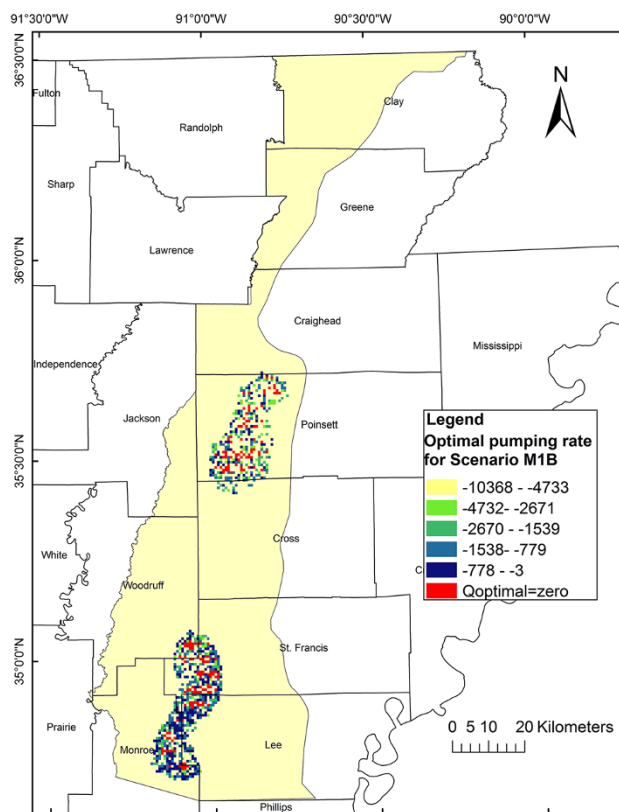 91°30'0"W 91°00'0"W 90°30'0"W 90°00'0"W
36°30'0"N
N
Fulton
Clay
Randolph
Sharp
Greene
Lawrence
36°0'0"N
Craighead
Mississippi
Independence
Jackson
Poinsett
Legend
Optimal pumping rate
for Scenario M1B
-10368 - -4733
-4732 - -2671
-2670 - -1539
-1538 - -779
-778 - -3
Qoptimal=zero
35°30'0"N
Cross
White
C
Woodruff
St. Francis
35°0'0"N
Prairie
Monroe
Lee
0 5 10 20 Kilometers
Phillips